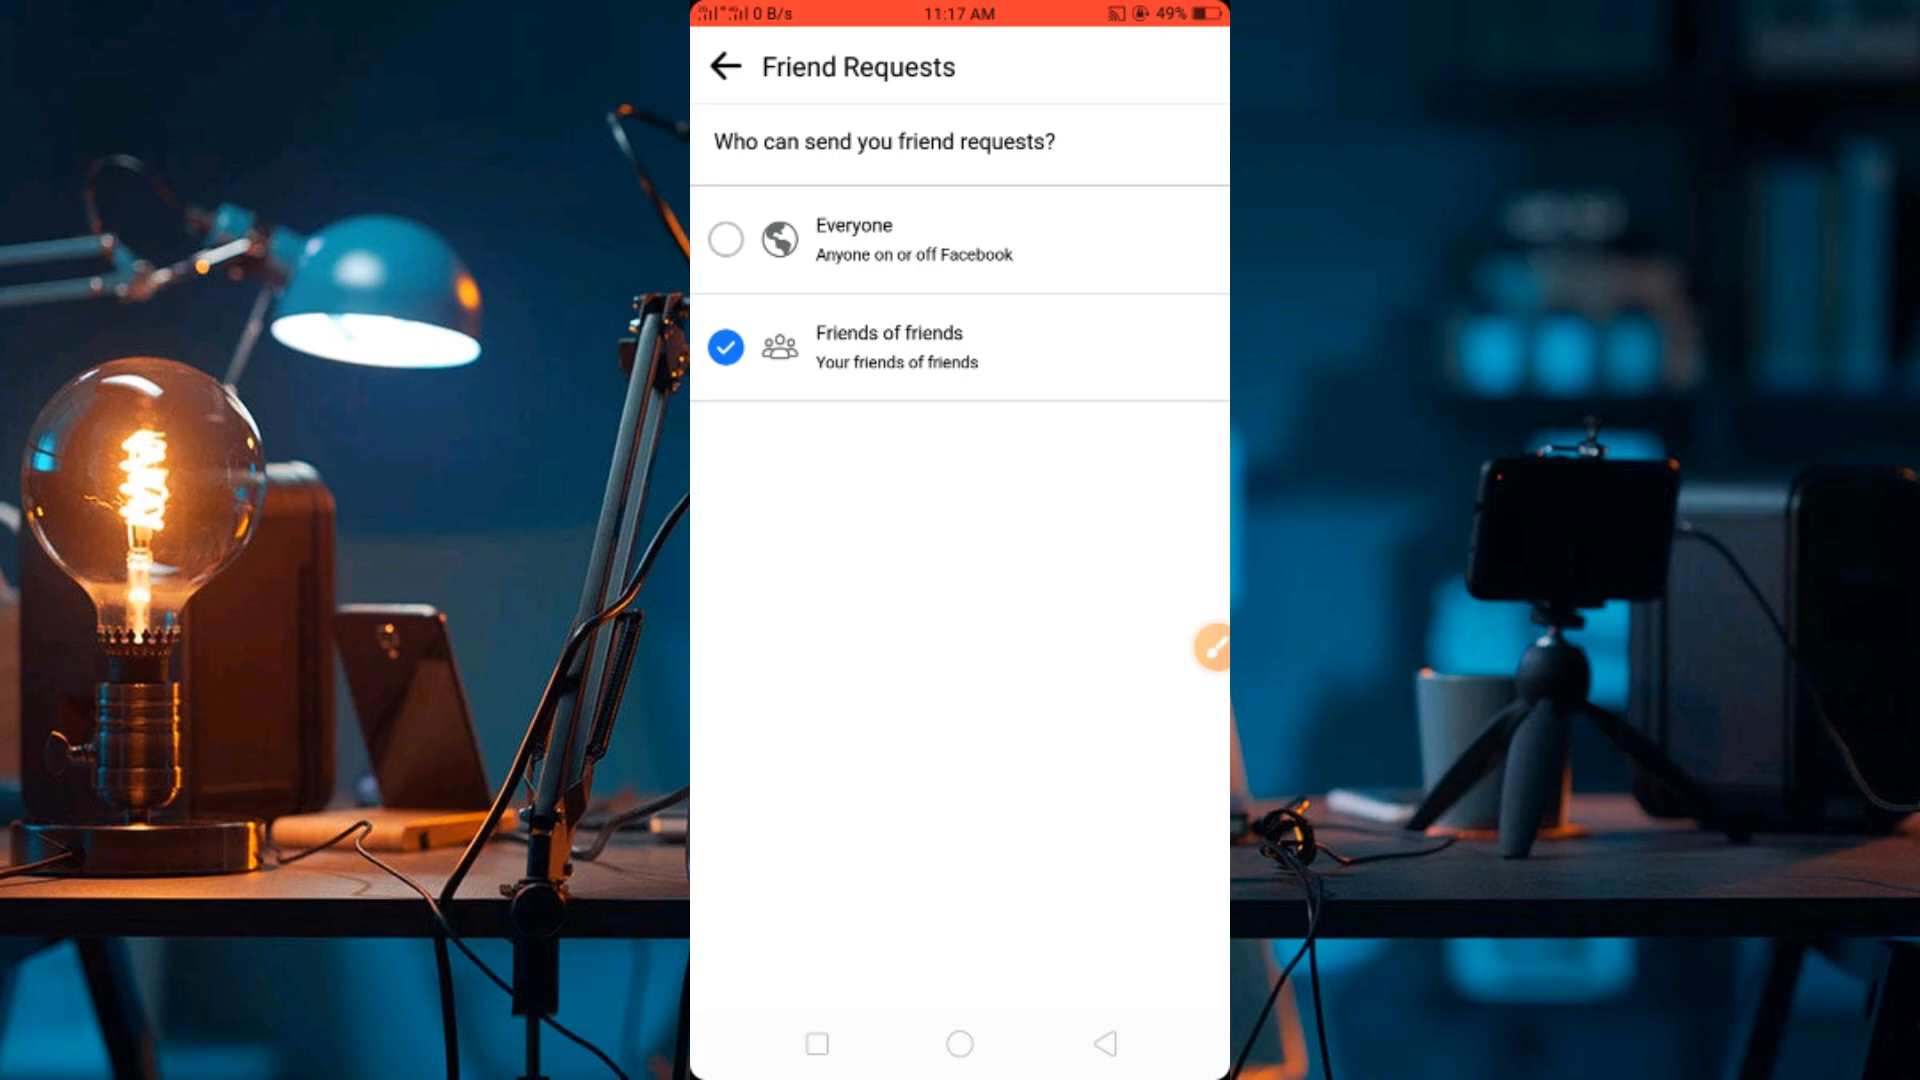 0 B/s 11:17 AM 49%
Friend Requests
Who can send you friend requests?
Everyone
Anyone on or off Facebook
Friends of friends
Your friends of friends